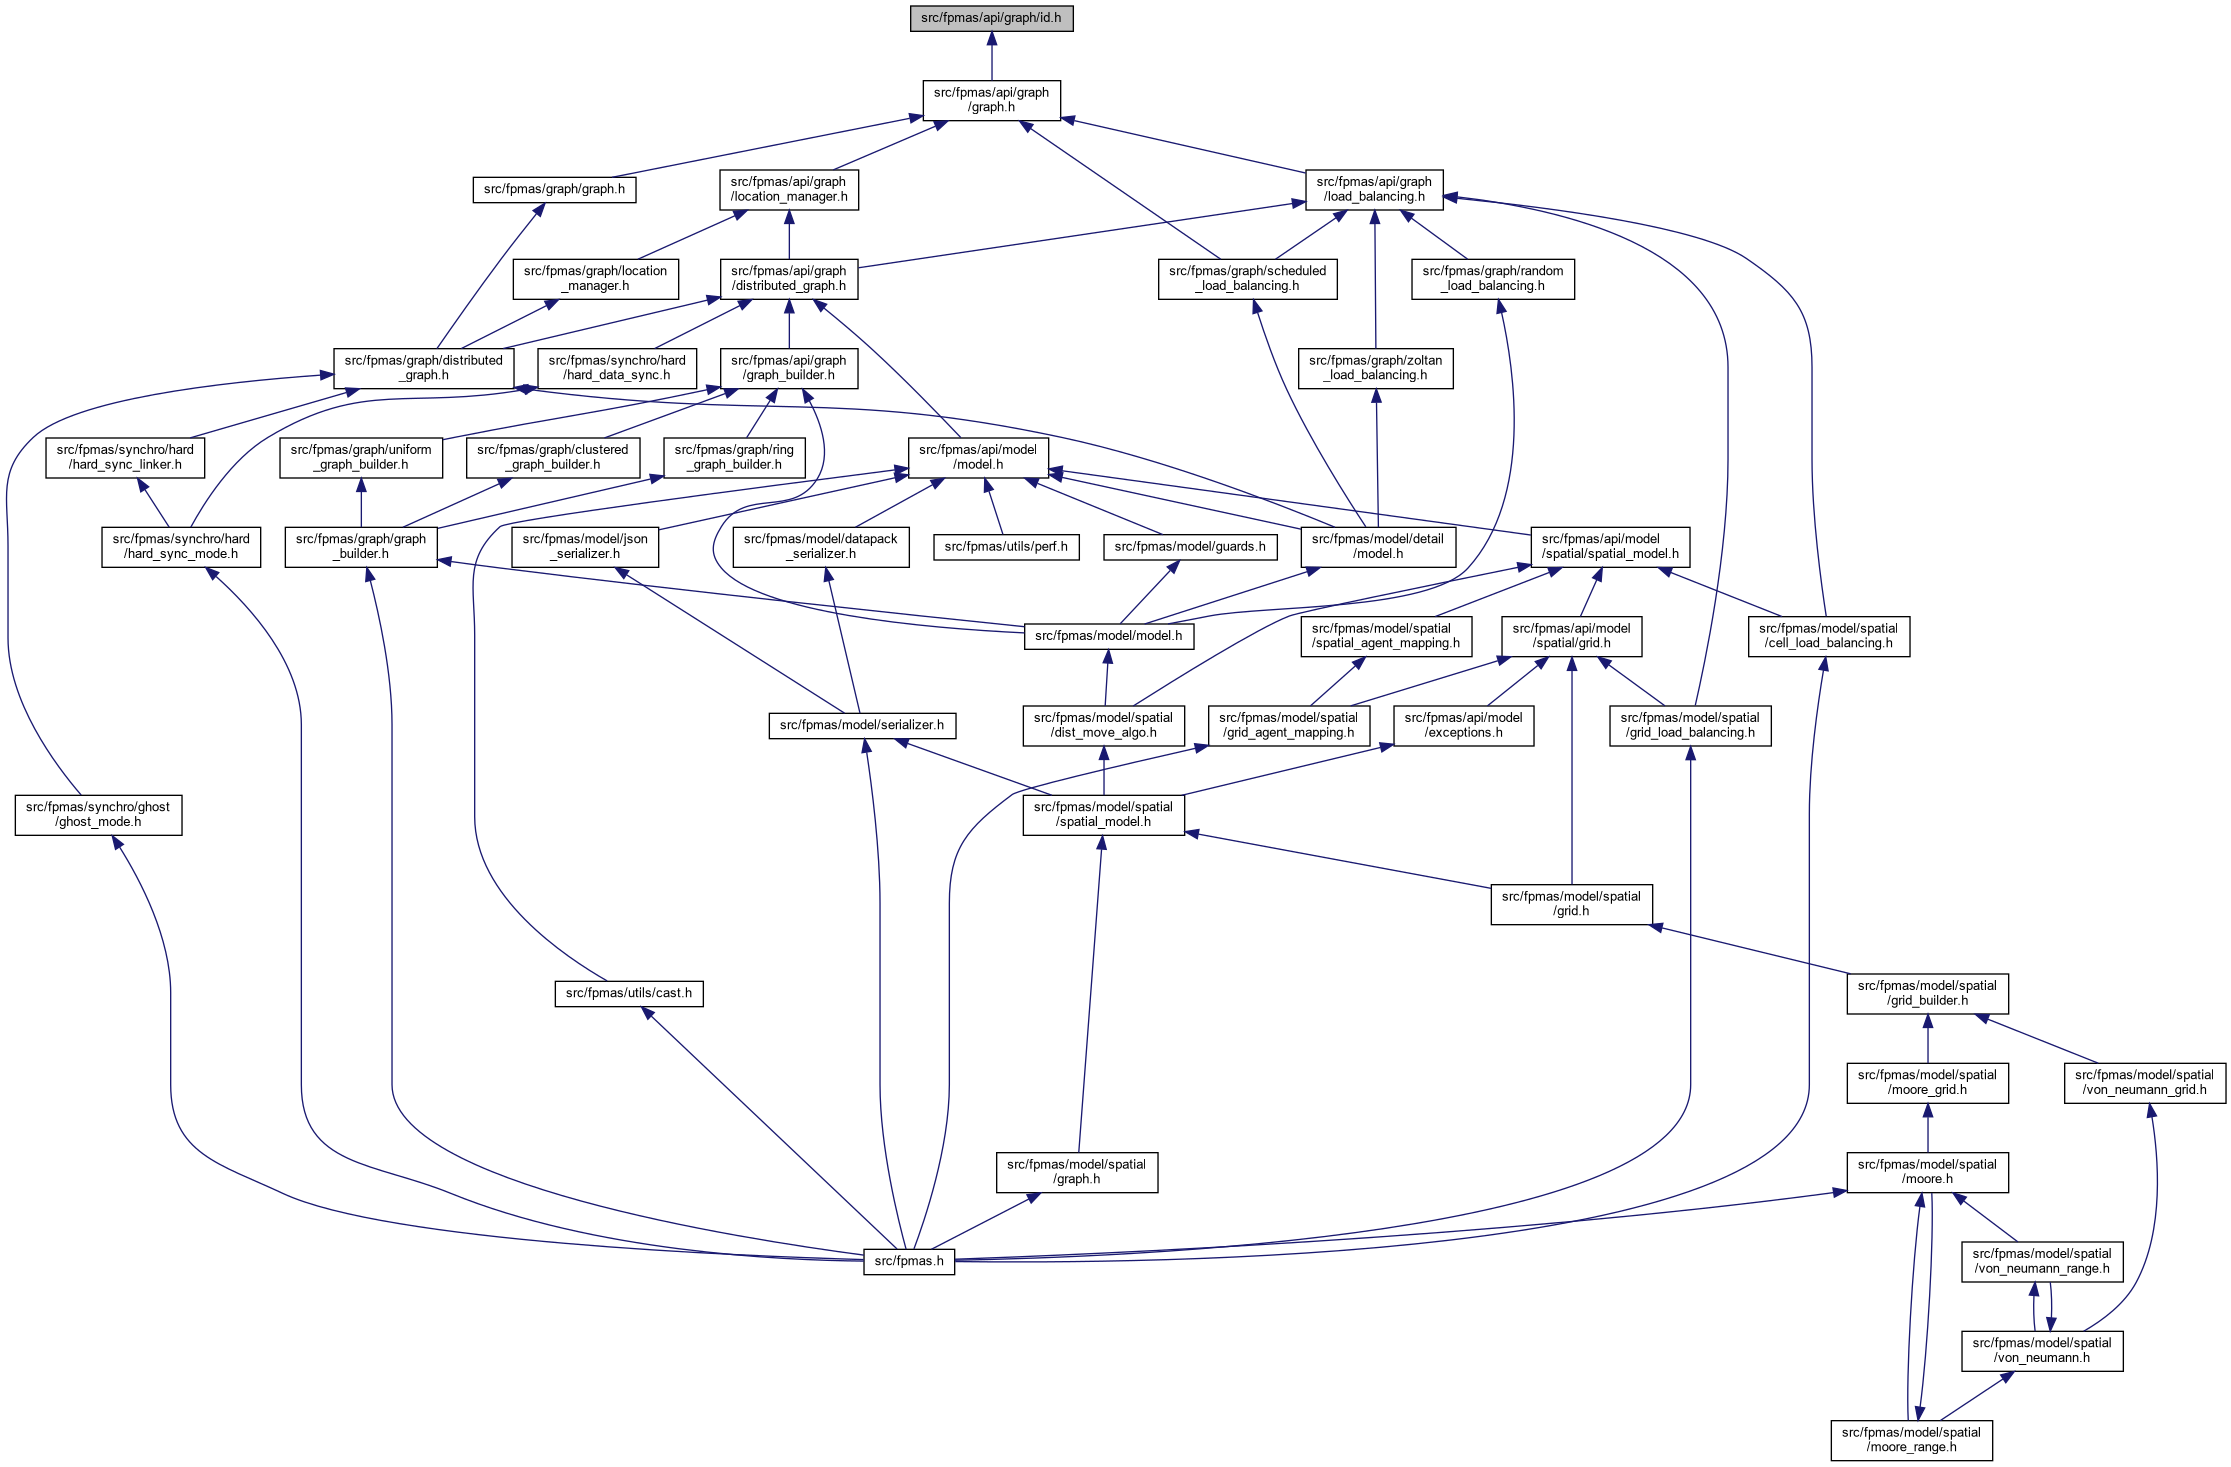 src/fpmas/api/graph/id.h
src/fpmas/api/graph
/graph.h
src/fpmas/graph/graph.h
src/fpmas/api/graph
/location_manager.h
src/fpmas/api/graph
/load_balancing.h
src/fpmas/graph/location
_manager.h
src/fpmas/api/graph
/distributed_graph.h
src/fpmas/graph/scheduled
_load_balancing.h
src/fpmas/graph/random
_load_balancing.h
src/fpmas/graph/distributed
_graph.h
src/fpmas/synchro/hard
/hard_data_sync.h
src/fpmas/api/graph
/graph_builder.h
src/fpmas/graph/zoltan
_load_balancing.h
src/fpmas/synchro/hard
/hard_sync_linker.h
src/fpmas/graph/uniform
_graph_builder.h
src/fpmas/graph/clustered
_graph_builder.h
src/fpmas/graph/ring
_graph_builder.h
src/fpmas/api/model
/model.h
src/fpmas/synchro/hard
/hard_sync_mode.h
src/fpmas/graph/graph
_builder.h
src/fpmas/model/json
_serializer.h
src/fpmas/model/datapack
_serializer.h
src/fpmas/utils/perf.h
src/fpmas/model/guards.h
src/fpmas/model/detail
/model.h
src/fpmas/api/model
/spatial/spatial_model.h
src/fpmas/model/model.h
src/fpmas/model/spatial
/spatial_agent_mapping.h
src/fpmas/api/model
/spatial/grid.h
src/fpmas/model/spatial
/cell_load_balancing.h
src/fpmas/model/serializer.h
src/fpmas/model/spatial
/dist_move_algo.h
src/fpmas/model/spatial
/grid_agent_mapping.h
src/fpmas/api/model
/exceptions.h
src/fpmas/model/spatial
/grid_load_balancing.h
src/fpmas/synchro/ghost
/ghost_mode.h
src/fpmas/model/spatial
/spatial_model.h
src/fpmas/model/spatial
/grid.h
src/fpmas/utils/cast.h
src/fpmas/model/spatial
/grid_builder.h
src/fpmas/model/spatial
/moore_grid.h
src/fpmas/model/spatial
/von_neumann_grid.h
src/fpmas/model/spatial
/graph.h
src/fpmas/model/spatial
/moore.h
src/fpmas.h
src/fpmas/model/spatial
/von_neumann_range.h
src/fpmas/model/spatial
/von_neumann.h
src/fpmas/model/spatial
/moore_range.h